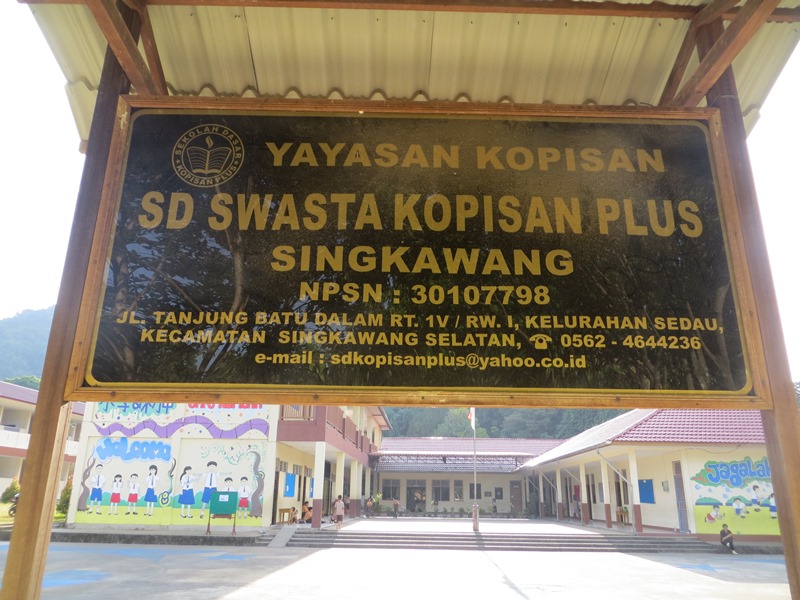 SEKOLAH DASAR
KOPISAN PLUS
YAYASAN KOPISAN
SD SWASTA KOPISAN PLUS
SINGKAWANG
NPSN : 30107798
JL. TANJUNG BATU DALAM RT. 1V / RW. I, KELURAHAN SEDAU,
KECAMATAN SINGKAWANG SELATAN, ☎ 0562 - 4644236
e-mail : sdkopisanplus@yahoo.co.id